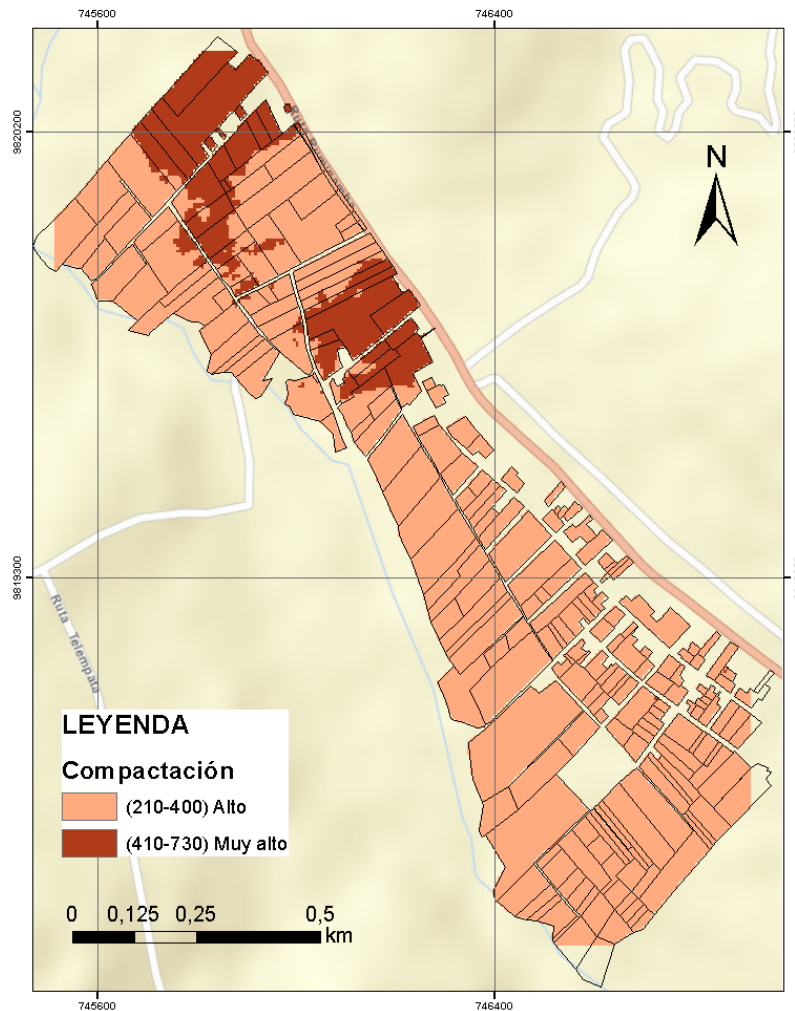 745600 746400
9820200
N
9819300
Ruta Telempata
LEYENDA
Compactación
(210-400) Alto
(410-730) Muy alto
0 0,125 0,25 0,5
km
745600 746400